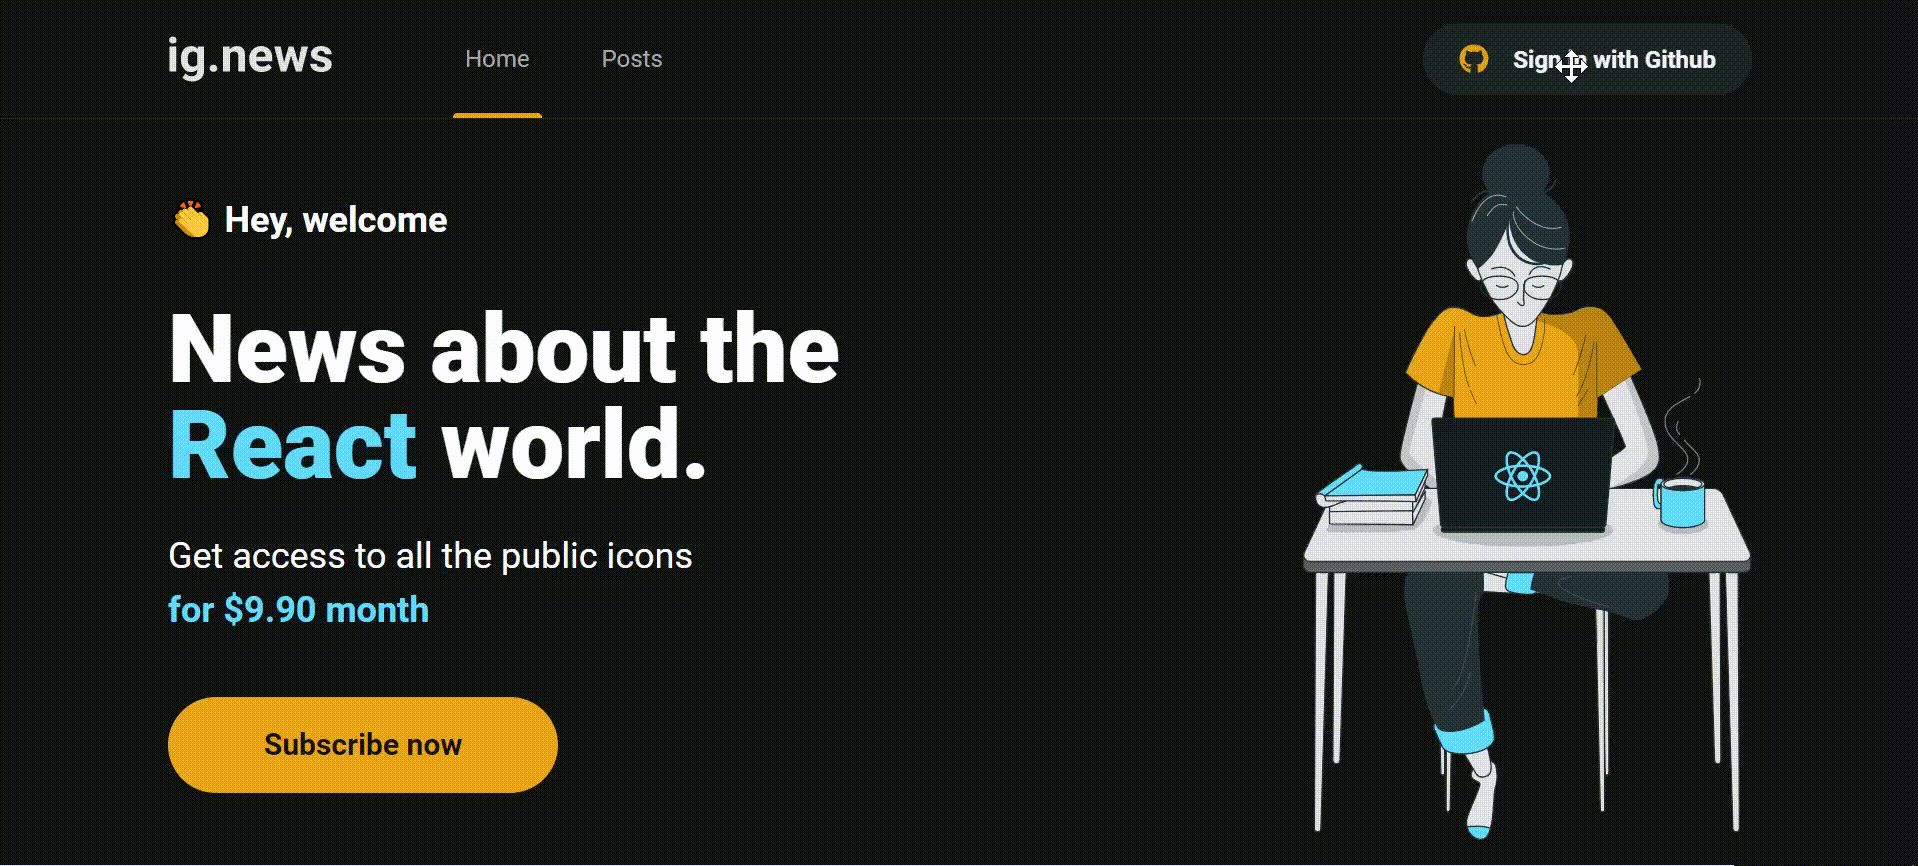 ig.news
Home
Posts
Sign in with Github
👏 Hey, welcome
News about the
React world.
Get access to all the public icons
for $9.90 month
Subscribe now